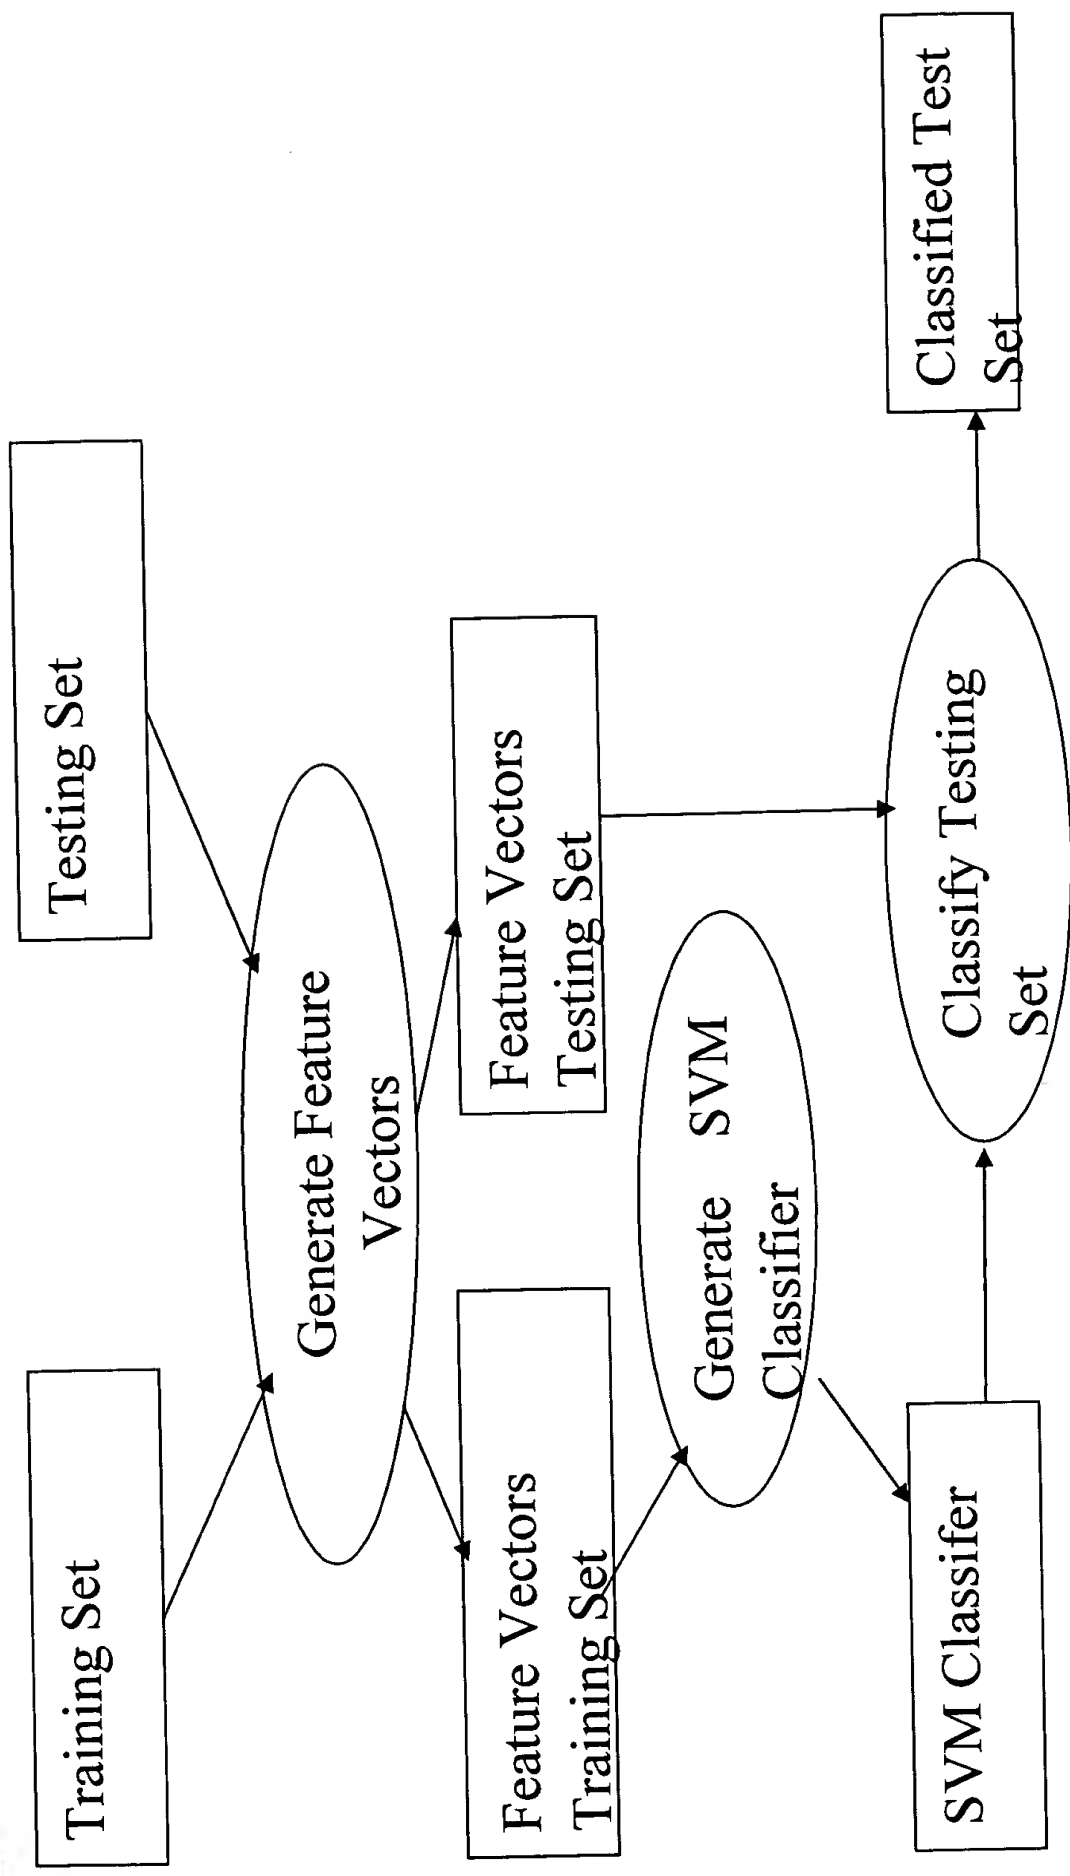 Training Set
Testing Set
Generate Feature
Vectors
Feature Vectors
Training Set
Feature Vectors
Testing Set
Generate SVM
Classifier
SVM Classifer
Classify Testing
Set
Classified Test
Set